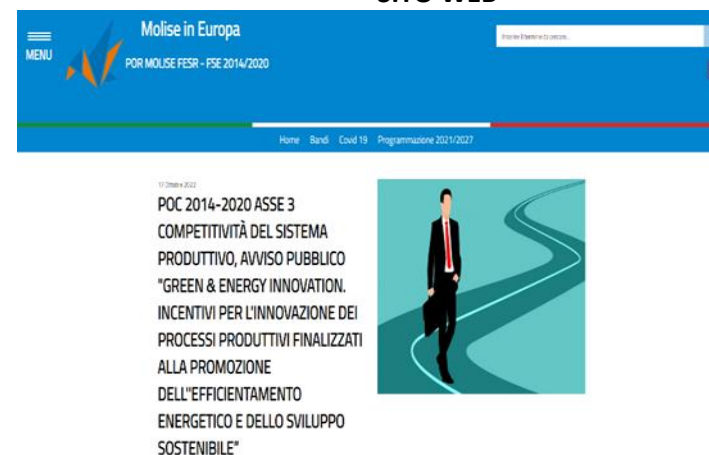 SITO WEB
Molise in Europa
MENU
POR MOLISE FESR - FSE 2014/2020
Home Bandi Covid 19 Programmazione 2021/2027
17 Ottobre 2022
POC 2014-2020 ASSE 3
COMPETITIVITÀ DEL SISTEMA
PRODUTTIVO, AVVISO PUBBLICO
"GREEN & ENERGY INNOVATION.
INCENTIVI PER L'INNOVAZIONE DEI
PROCESSI PRODUTTIVI FINALIZZATI
ALLA PROMOZIONE
DELL"EFFICIENTAMENTO
ENERGETICO E DELLO SVILUPPO
SOSTENIBILE"